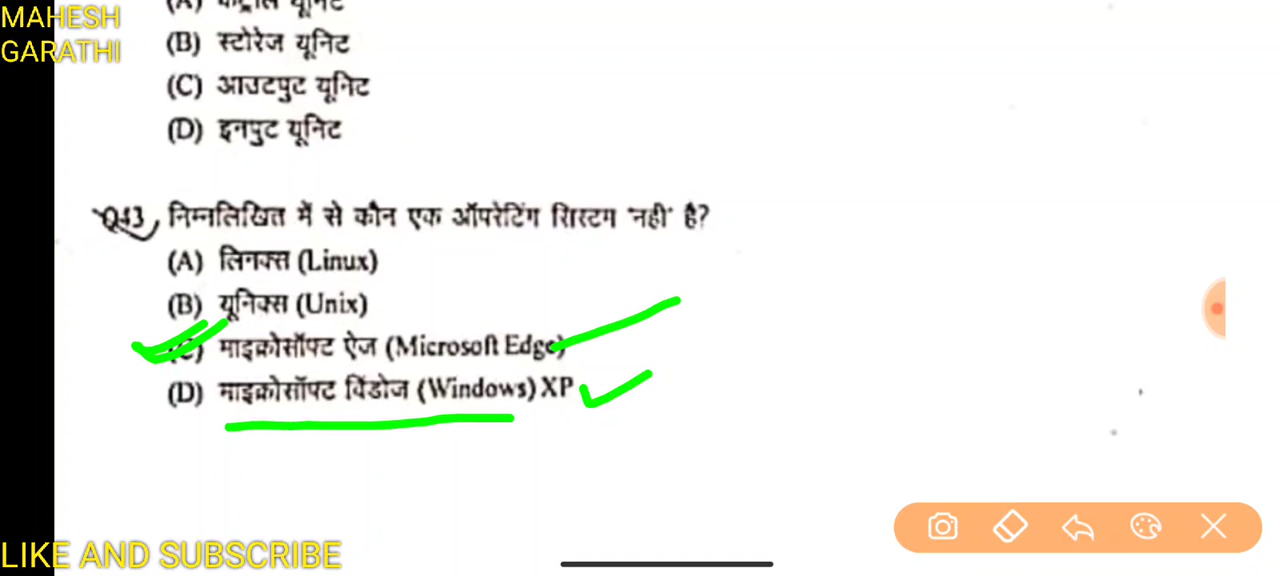 MAHESH
GARATHI
(A) कंट्रोल यूनिट
(B) स्टोरेज यूनिट
(C) आउटपुट यूनिट
(D) इनपुट यूनिट
Q43 निम्नलिखित में से कौन एक ऑपरेटिंग सिस्टम 'नहीं' है?
(A) लिनक्स (Linux)
(B) यूनिक्स (Unix)
(C) माइक्रोसॉफ्ट ऐज (Microsoft Edge)
(D) माइक्रोसॉफ्ट विंडोज (Windows) XP
LIKE AND SUBSCRIBE